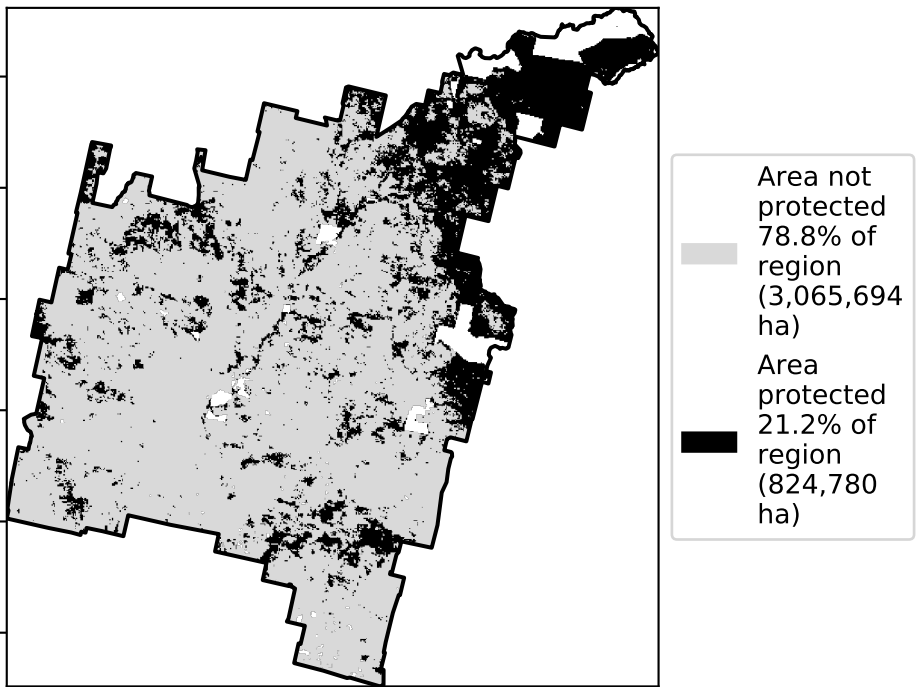 Area not
protected
78.8% of
region
(3,065,694
ha)
Area
protected
21.2% of
region
(824,780
ha)